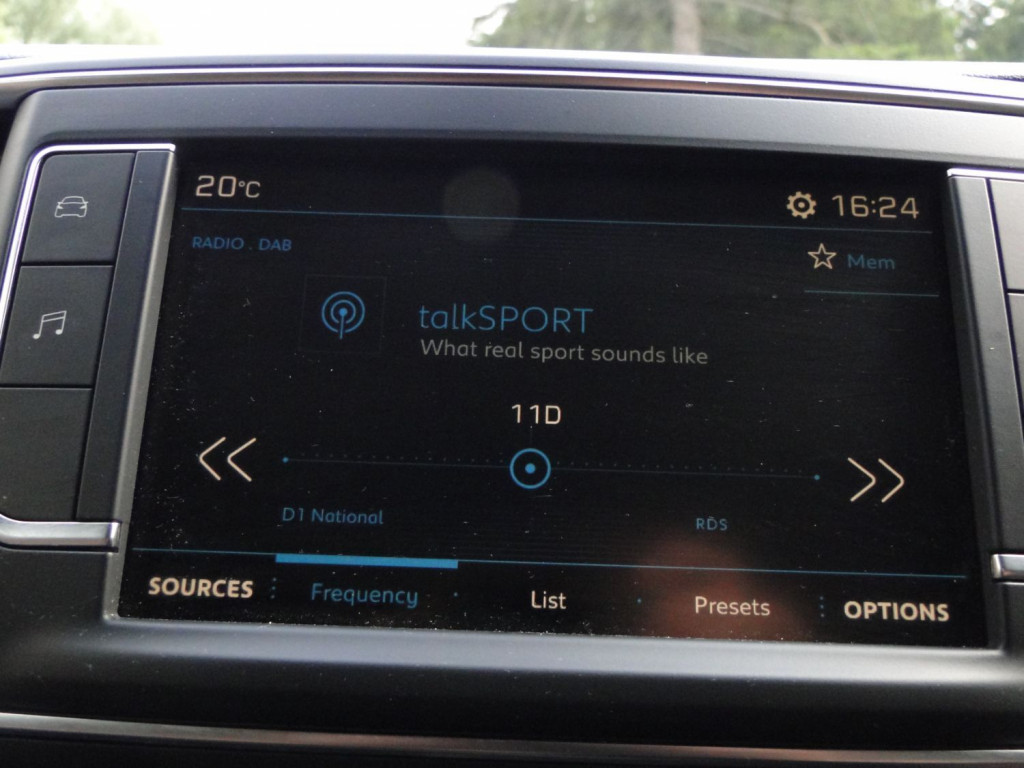 20°C
16:24
RADIO . DAB
Mem
talkSPORT
What real sport sounds like
11D
D1 National
RDS
SOURCES
Frequency
List
Presets
OPTIONS